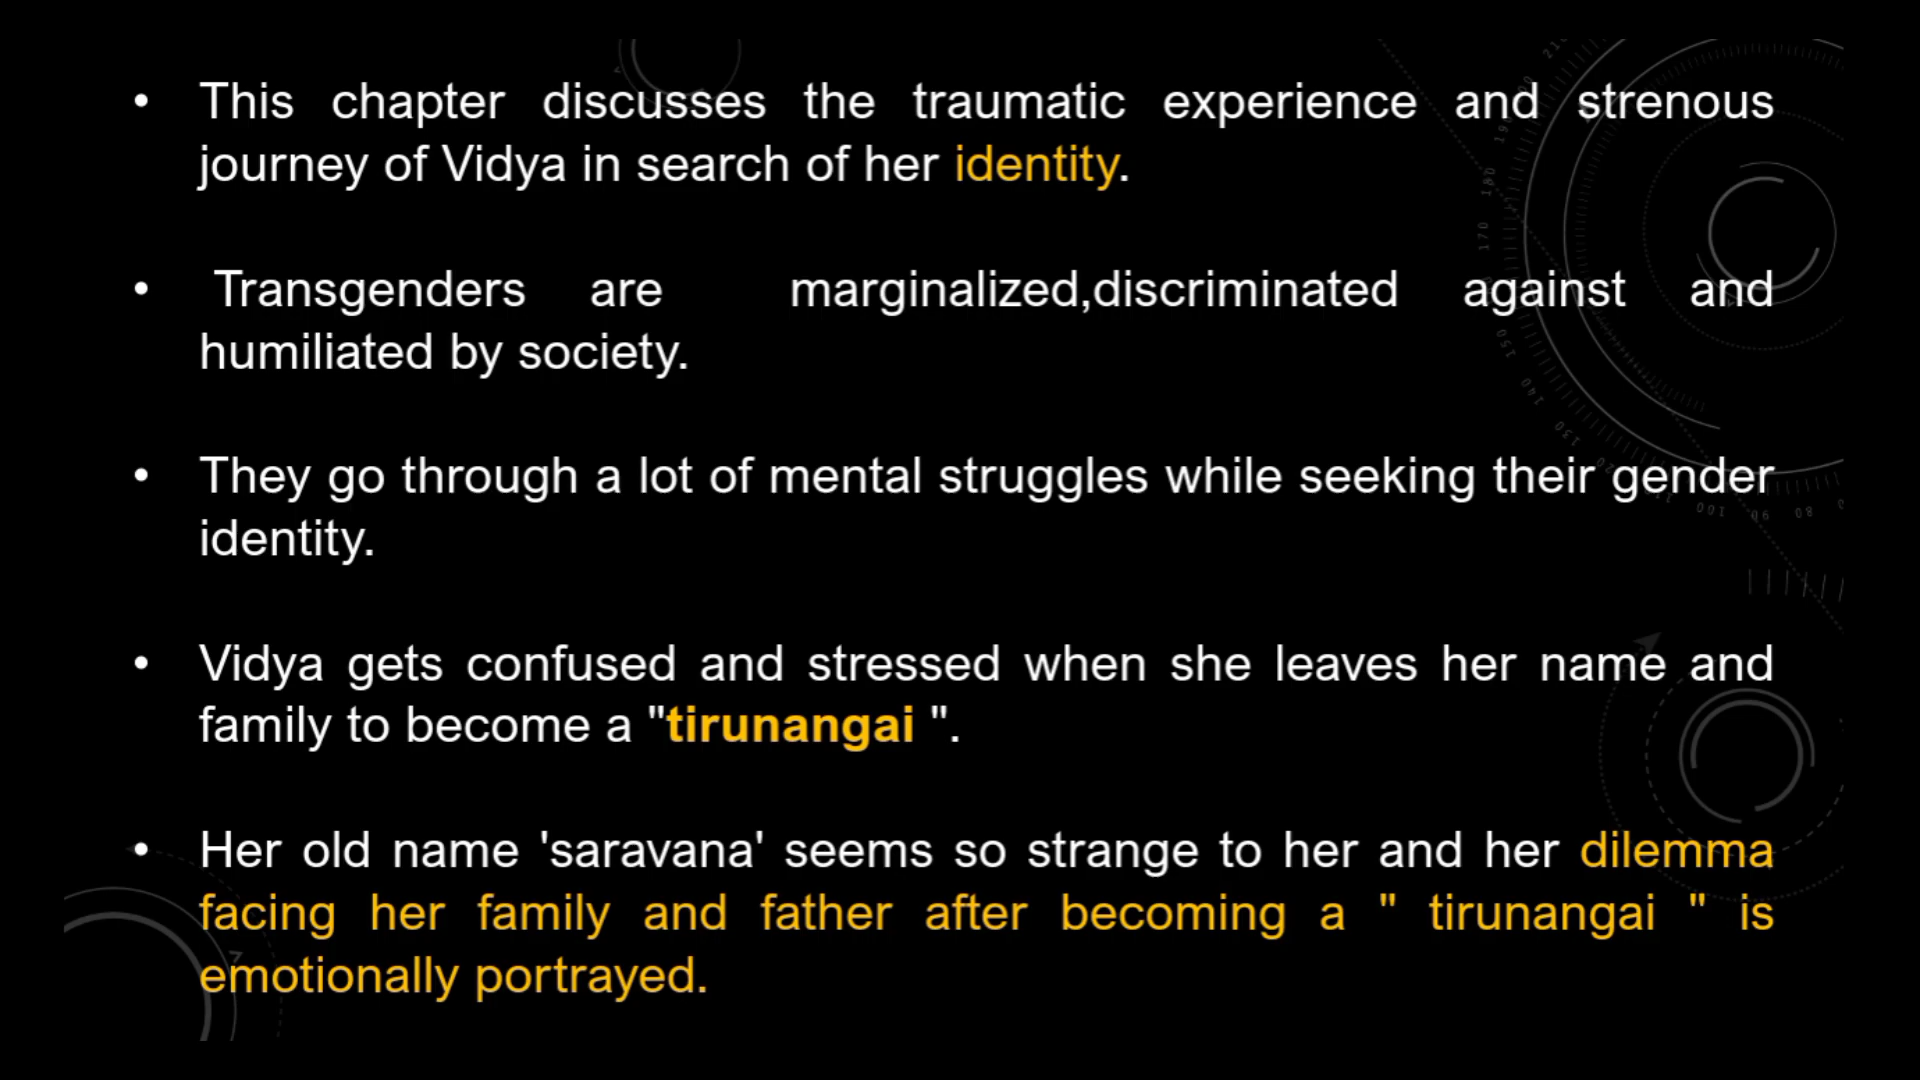 • This chapter discusses the traumatic experience and strenous
journey of Vidya in search of her identity.
• Transgenders are marginalized,discriminated against and
humiliated by society.
• They go through a lot of mental struggles while seeking their gender
identity.
• Vidya gets confused and stressed when she leaves her name and
family to become a "tirunangai ".
• Her old name 'saravana' seems so strange to her and her dilemma
facing her family and father after becoming a " tirunangai " is
emotionally portrayed.